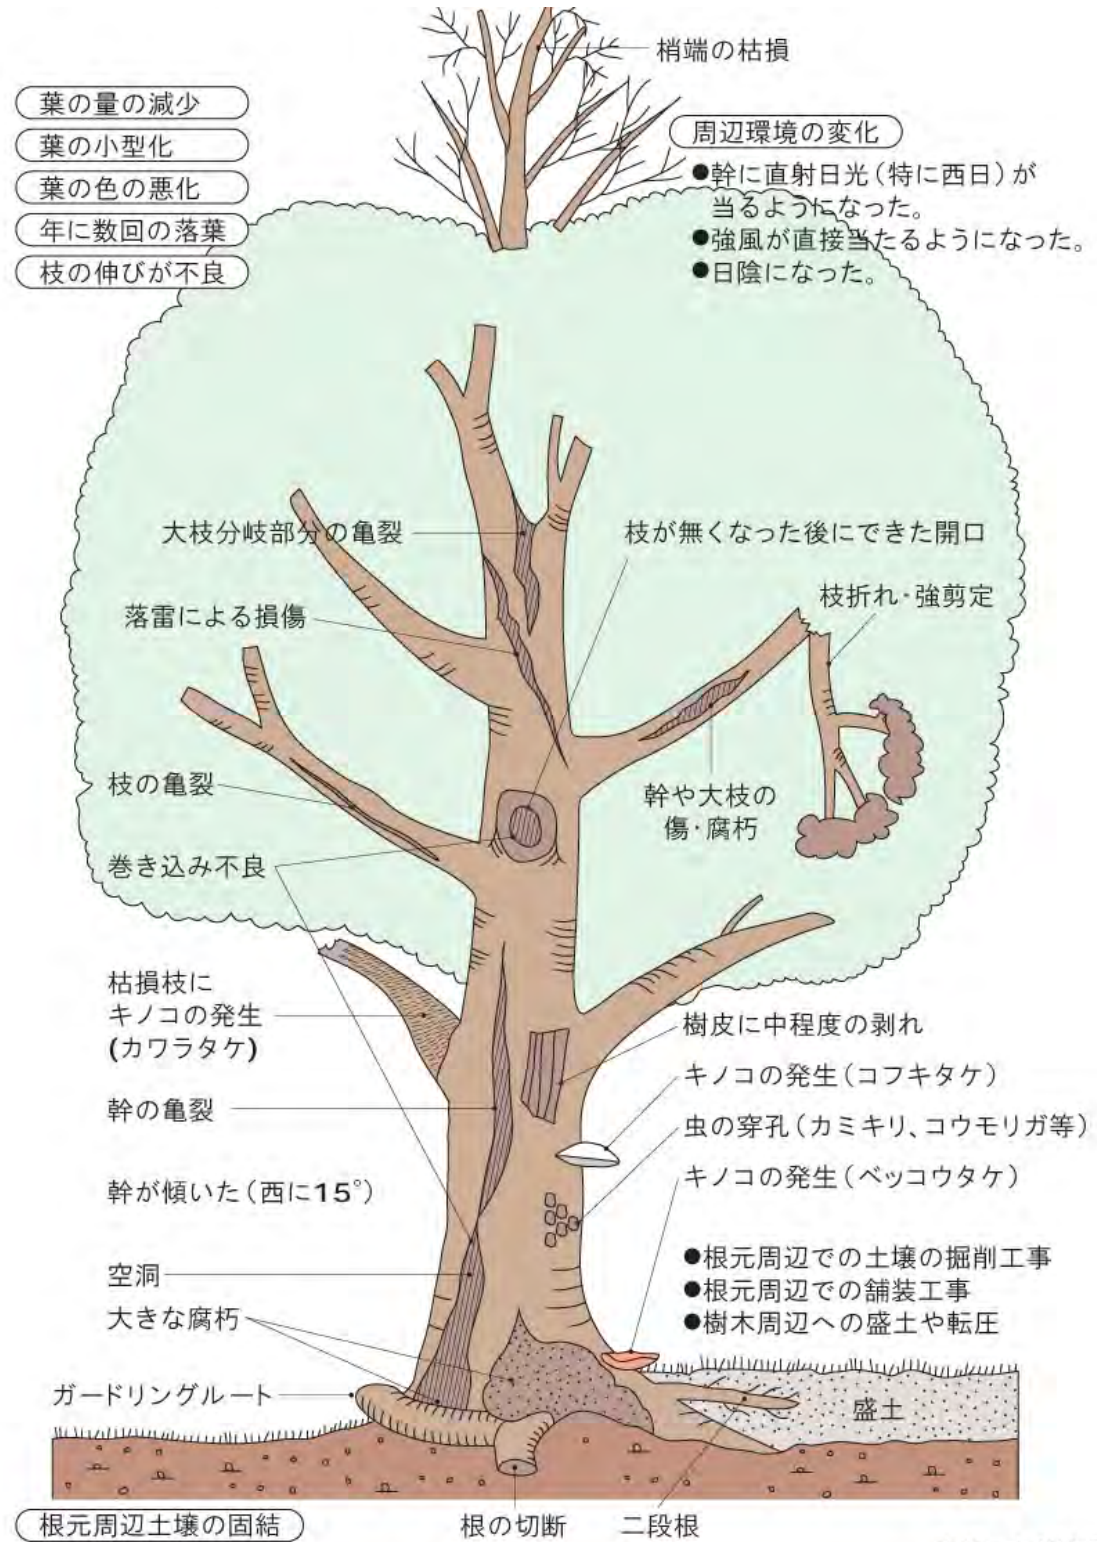 梢端の枯損
葉の量の減少
葉の小型化
葉の色の悪化
年に数回の落葉
枝の伸びが不良
周辺環境の変化
●幹に直射日光(特に西日)が
当るようになった。
●強風が直接当たるようになった。
●日陰になった。
大枝分岐部分の亀裂
枝が無くなった後にできた開口
枝折れ・強剪定
落雷による損傷
枝の亀裂
幹や大枝の
傷・腐朽
巻き込み不良
枯損枝に
キノコの発生
(カワラタケ)
樹皮に中程度の剥れ
キノコの発生(コフキタケ)
幹の亀裂
虫の穿孔(カミキリ、コウモリガ等)
キノコの発生(ベッコウタケ)
幹が傾いた(西に15°)
●根元周辺での土壌の掘削工事
●根元周辺での舗装工事
●樹木周辺への盛土や転圧
空洞
大きな腐朽
ガードリングルート
盛土
根元周辺土壌の固結
根の切断
二段根